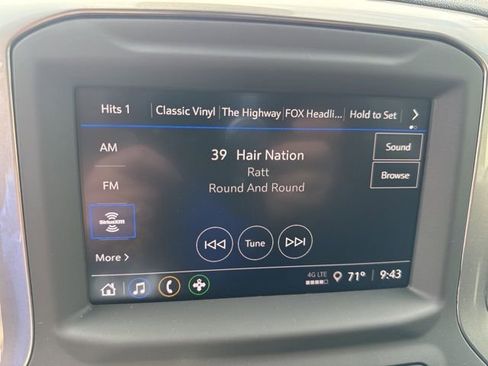 Hits 1 Classic Vinyl The Highway FOX Headli... Hold to Set
AM
39 Hair Nation
Sound
Ratt
FM
Round And Round
Browse
SiriusXM
Tune
More
4G LTE
71° 9:43